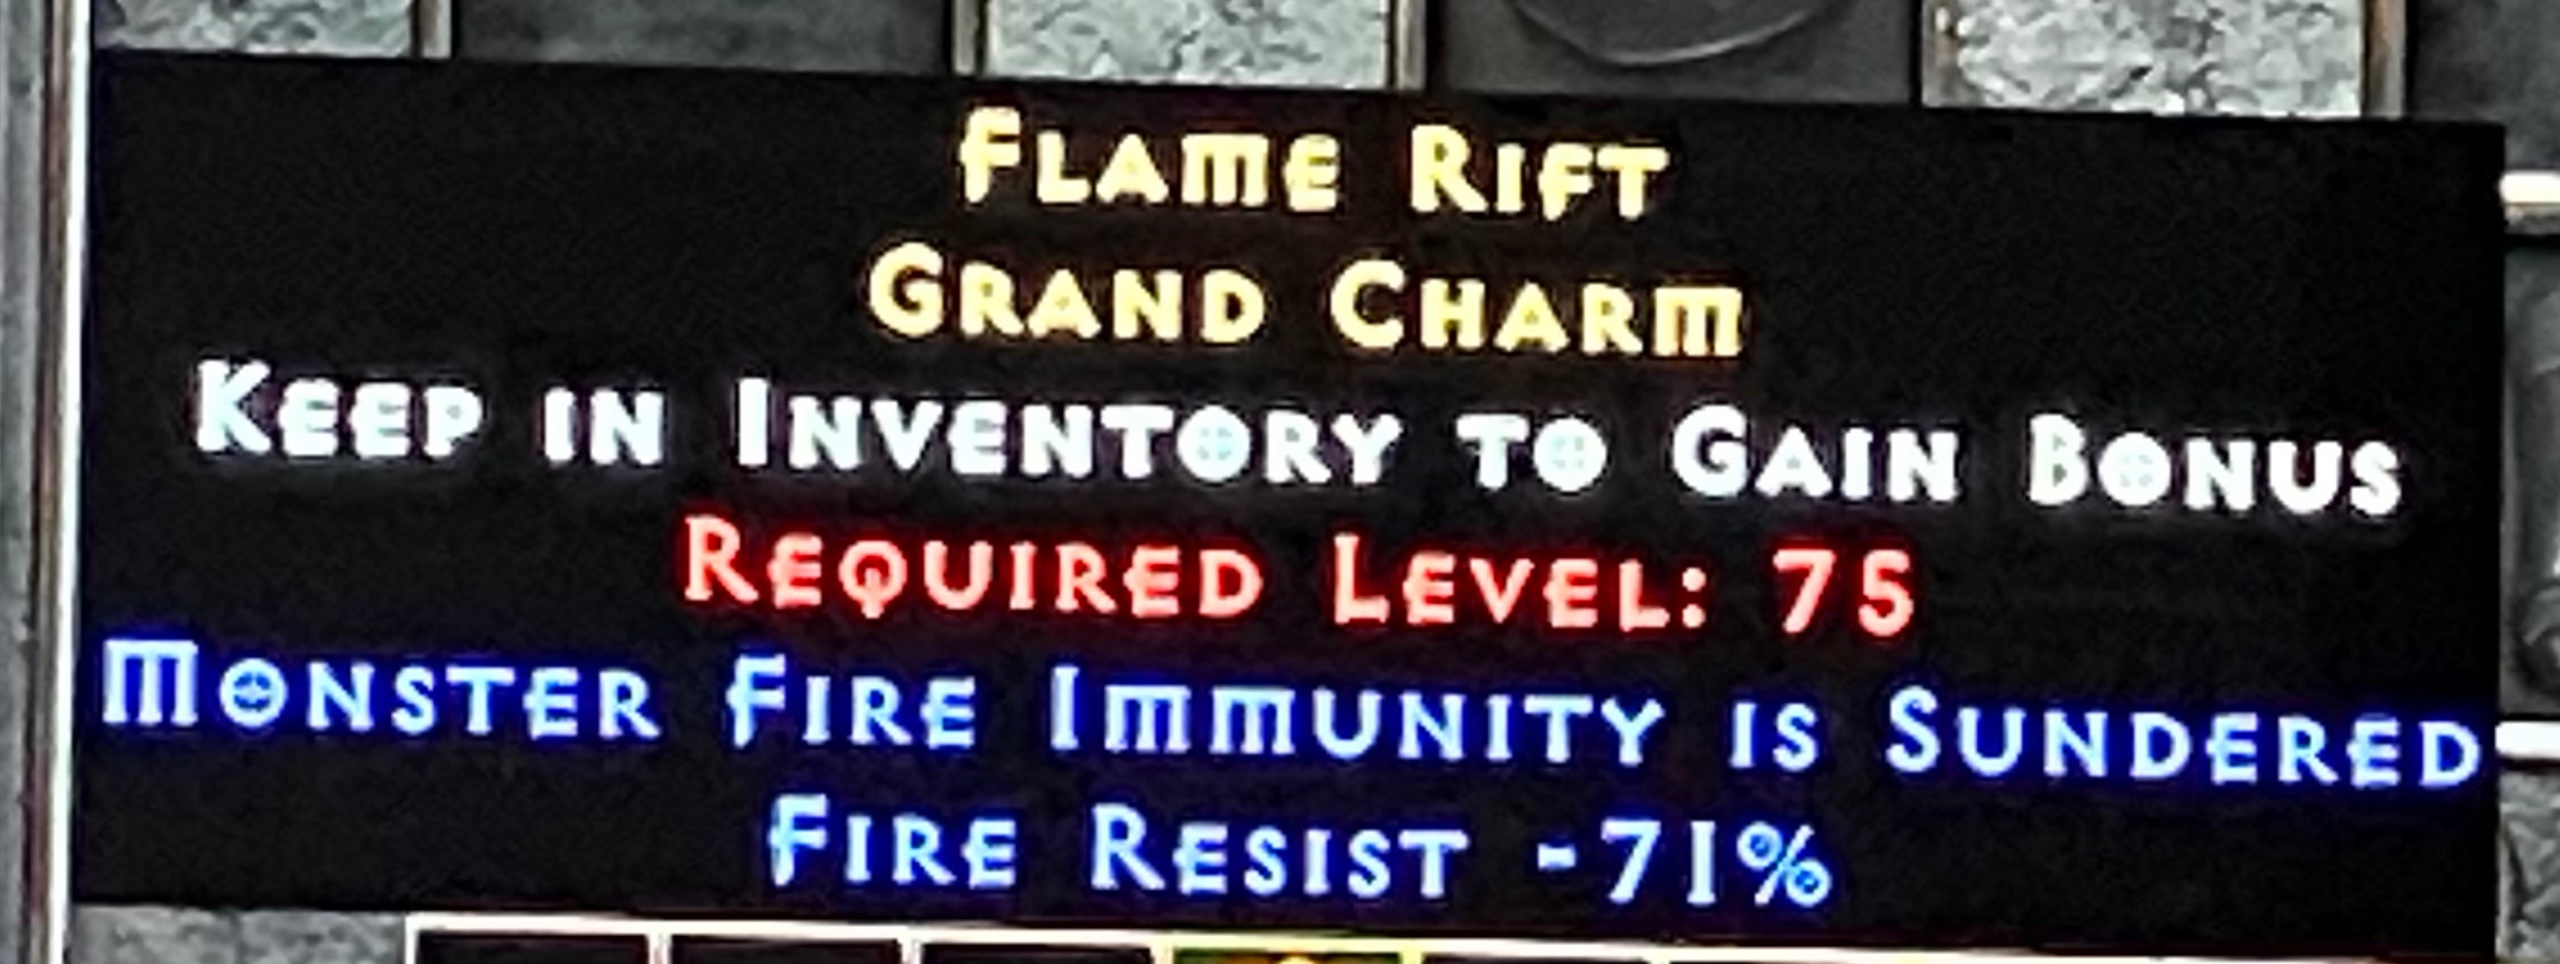 Flame Rift
Grand Charm
Keep in Inventory to Gain Bonus
Required Level: 75
Monster Fire Immunity is Sundered
Fire Resist -71%